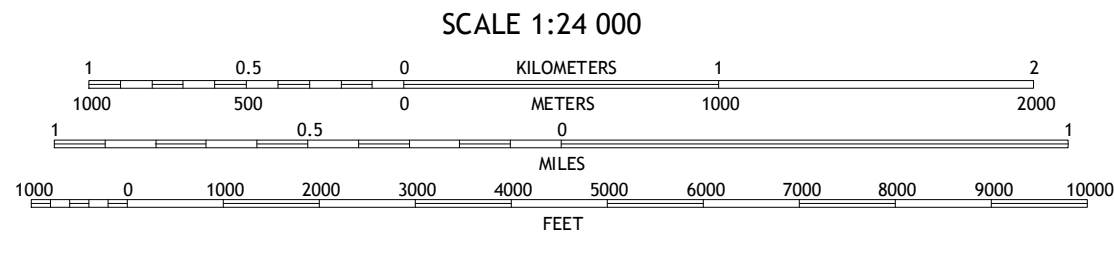 SCALE 1:24 000
1 0.5 0 KILOMETERS 1 2
1000 500 0 METERS 1000 2000
1 0.5 0 1
MILES
1000 0 1000 2000 3000 4000 5000 6000 7000 8000 9000 10000
FEET